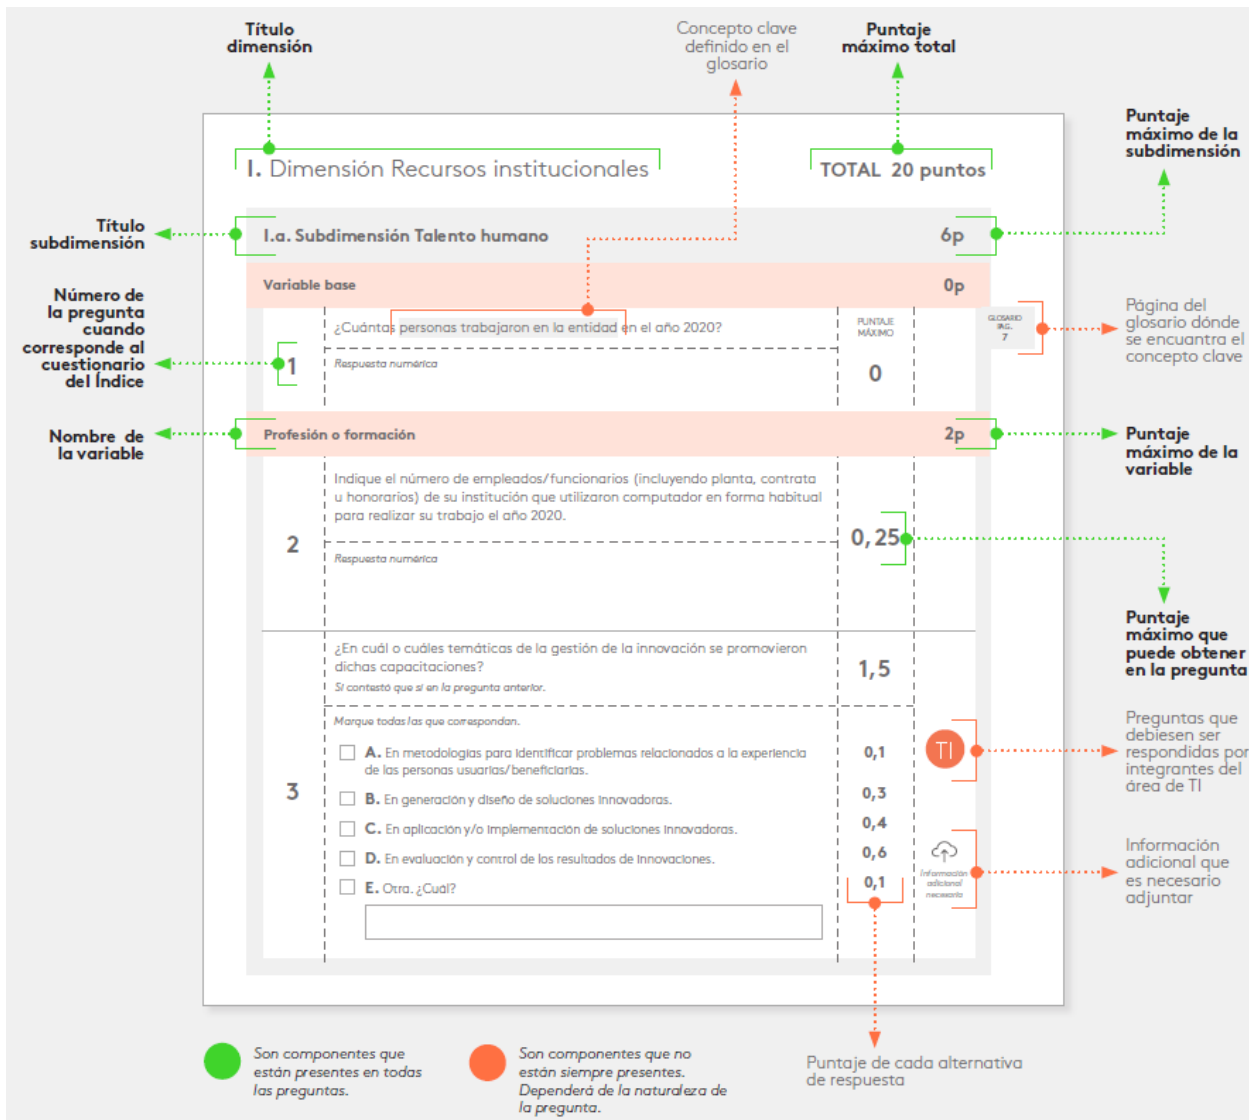 Título
dimensión
Concepto clave
definido en el
glosario
Puntaje
máximo total
Puntaje
máximo de la
subdimensión
I. Dimensión Recursos institucionales
TOTAL 20 puntos
Título
subdimensión
I.a. Subdimensión Talento humano
6p
Variable base
0p
Número de
la pregunta
cuando
corresponde al
cuestionario
del Índice
1
¿Cuántas personas trabajaron en la entidad en el año 2020?
Respuesta numérica
PUNTAJE
MÁXIMO
0
GLOSARIO
PAG.
7
Página del
glosario dónde
se encuentra el
concepto clave
Nombre de
la variable
Profesión o formación
2p
Puntaje
máximo de la
variable
2
Indique el número de empleados/funcionarios (incluyendo planta, contrata
u honorarios) de su institución que utilizaron computador en forma habitual
para realizar su trabajo el año 2020.
Respuesta numérica
0,25
Puntaje
máximo que
puede obtener
en la pregunta
3
¿En cuál o cuáles temáticas de la gestión de la innovación se promovieron
dichas capacitaciones?
Si contestó que si en la pregunta anterior.
1,5
Marque todas las que correspondan.
A. En metodologías para identificar problemas relacionados a la experiencia
de las personas usuarias/beneficiarias.
0,1
B. En generación y diseño de soluciones innovadoras.
0,3
C. En aplicación y/o implementación de soluciones innovadoras.
0,4
D. En evaluación y control de los resultados de innovaciones.
0,6
E. Otra. ¿Cuál?
0,1
TI
Preguntas que
debiesen ser
respondidas por
integrantes del
área de TI
Información
adicional
necesaria
Información
adicional que
es necesario
adjuntar
Son componentes que
están presentes en todas
las preguntas.
Son componentes que no
están siempre presentes.
Dependerá de la naturaleza de
la pregunta.
Puntaje de cada alternativa
de respuesta